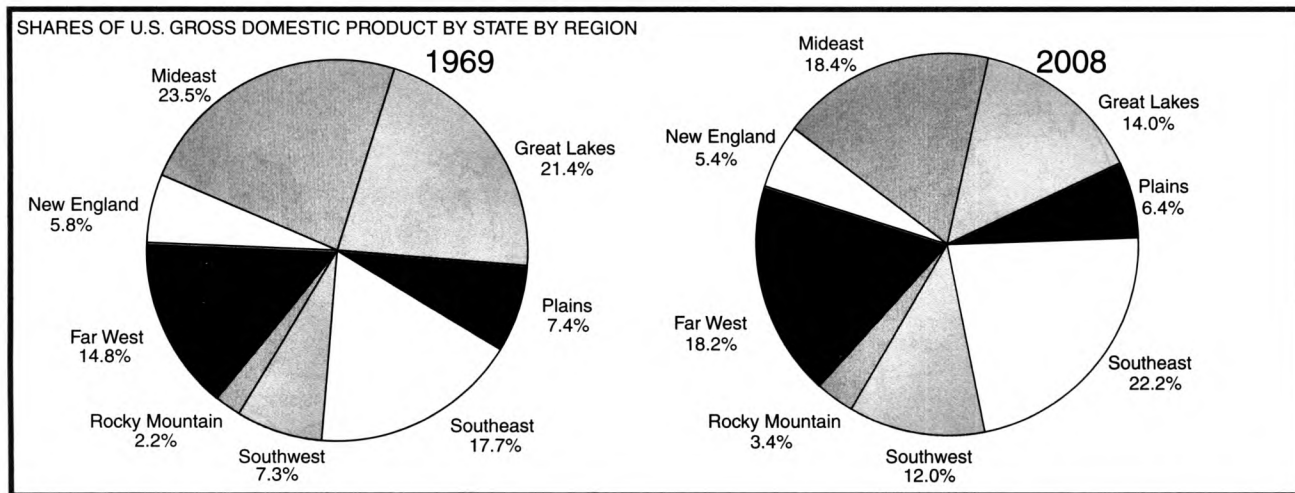 SHARES OF U.S. GROSS DOMESTIC PRODUCT BY STATE BY REGION
1969
Mideast
23.5%
Great Lakes
21.4%
New England
5.8%
Plains
7.4%
Far West
14.8%
Rocky Mountain
2.2%
Southwest
7.3%
Southeast
17.7%
2008
Mideast
18.4%
Great Lakes
14.0%
New England
5.4%
Plains
6.4%
Far West
18.2%
Southeast
22.2%
Rocky Mountain
3.4%
Southwest
12.0%